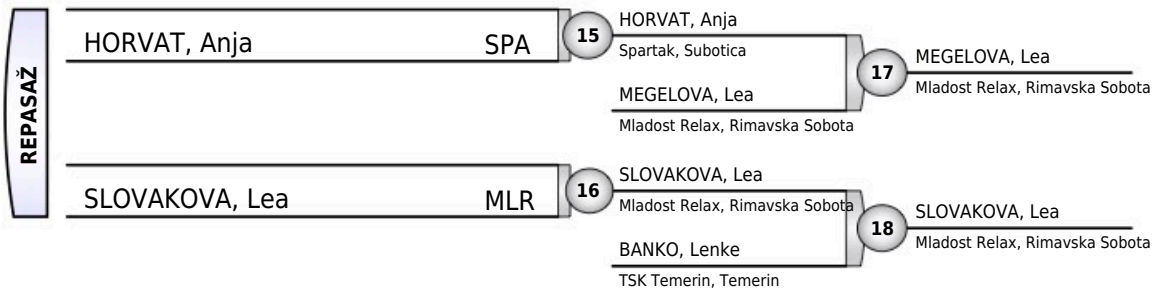 REPASAŽ
HORVAT, Anja SPA
15
HORVAT, Anja
Spartak, Subotica
MEGELOVA, Lea
Mladost Relax, Rimavska Sobota
17
MEGELOVA, Lea
Mladost Relax, Rimavska Sobota
SLOVAKOVA, Lea MLR
16
SLOVAKOVA, Lea
Mladost Relax, Rimavska Sobota
BANKO, Lenke
TSK Temerin, Temerin
18
SLOVAKOVA, Lea
Mladost Relax, Rimavska Sobota